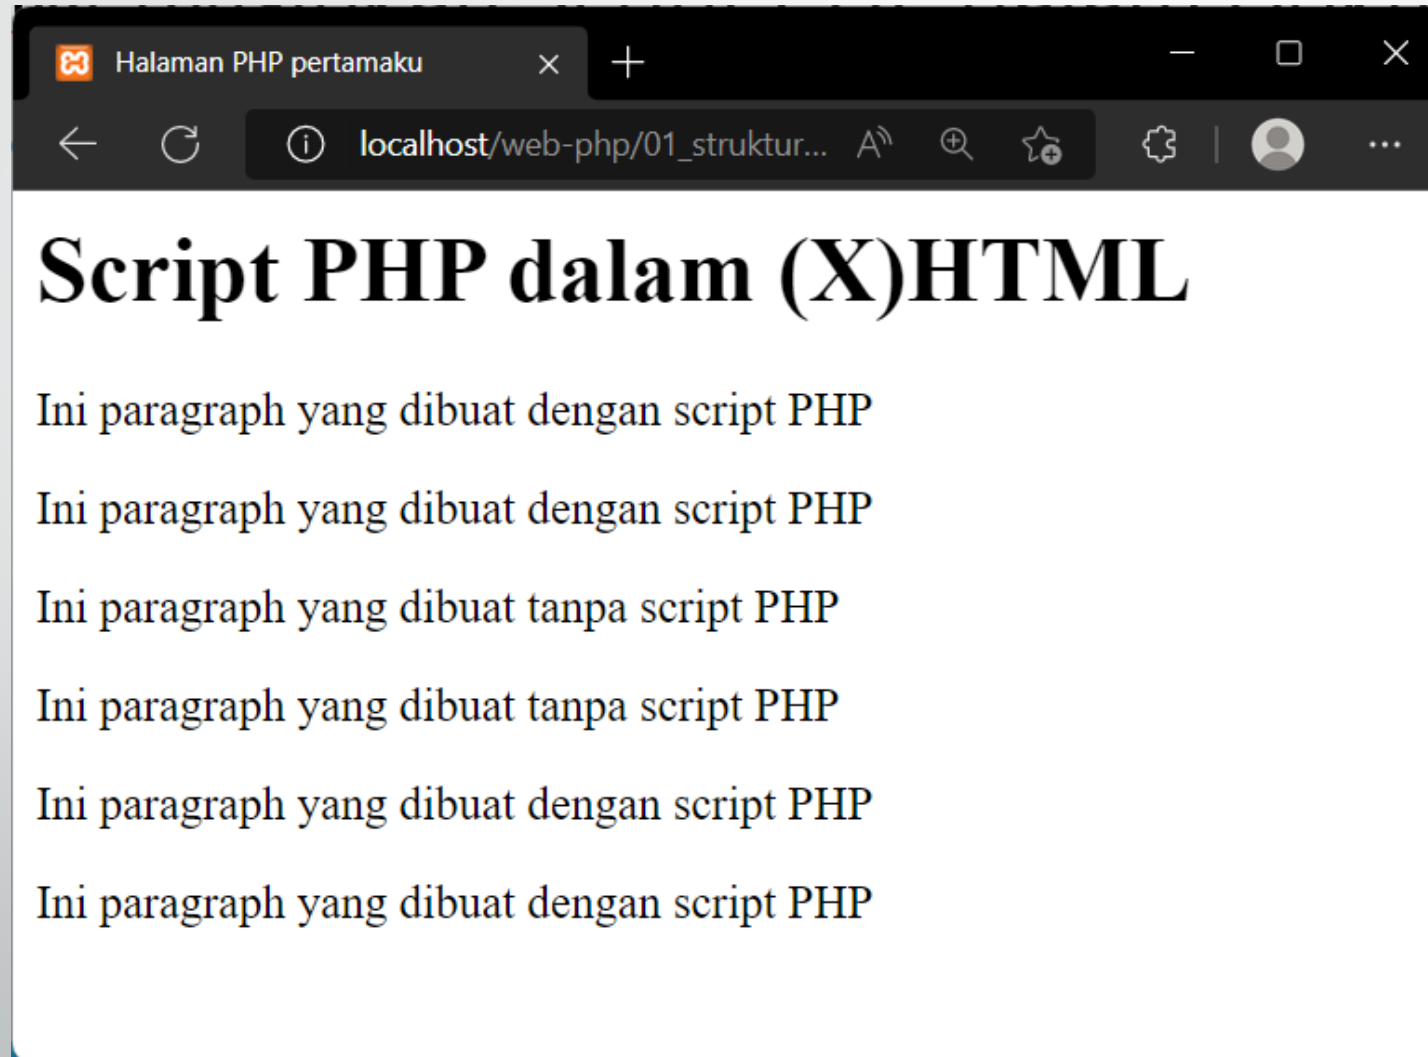 Halaman PHP pertamaku
localhost/web-php/01_struktur...
Script PHP dalam (X)HTML
Ini paragraph yang dibuat dengan script PHP
Ini paragraph yang dibuat dengan script PHP
Ini paragraph yang dibuat tanpa script PHP
Ini paragraph yang dibuat tanpa script PHP
Ini paragraph yang dibuat dengan script PHP
Ini paragraph yang dibuat dengan script PHP